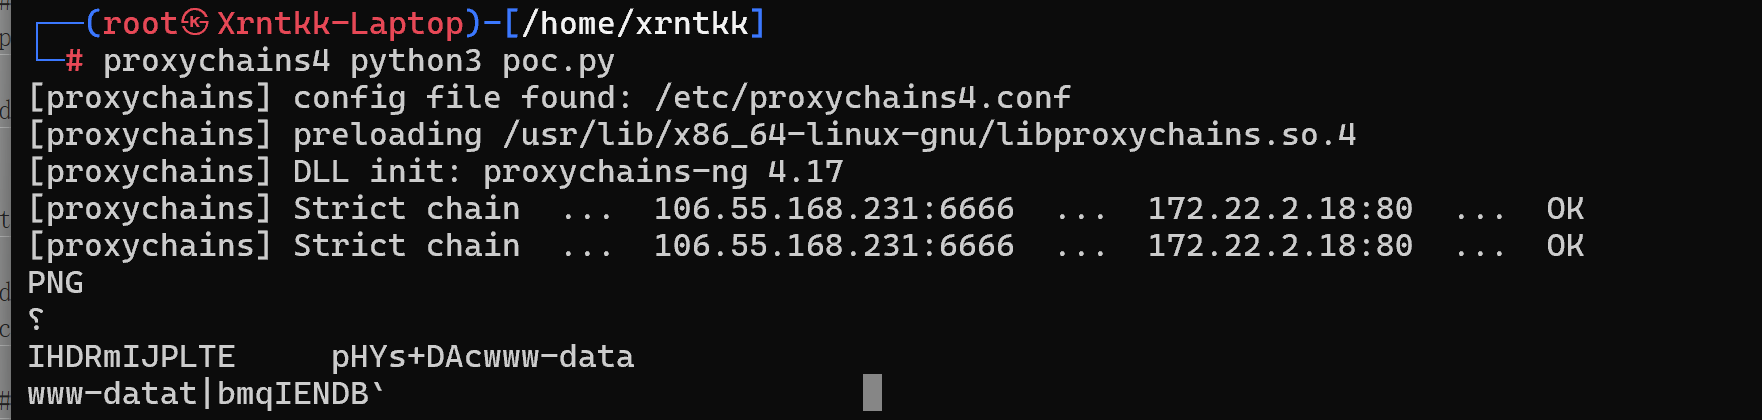 ┌──(root㉿Xrntkk-Laptop)-[/home/xrntkk]
└─# proxychains4 python3 poc.py
[proxychains] config file found: /etc/proxychains4.conf
[proxychains] preloading /usr/lib/x86_64-linux-gnu/libproxychains.so.4
[proxychains] DLL init: proxychains-ng 4.17
[proxychains] Strict chain  ...  106.55.168.231:6666  ...  172.22.2.18:80  ...  OK
[proxychains] Strict chain  ...  106.55.168.231:6666  ...  172.22.2.18:80  ...  OK
PNG
␦
IHDRmIJPLTE     pHYs+DAcwww-data
www-datat|bmqIENDB`